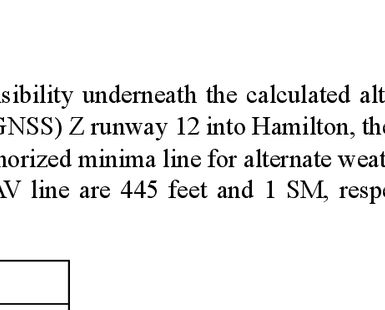 sibility underneath the calculated alt
GNSS) Z runway 12 into Hamilton, the
horized minima line for alternate weat
AV line are 445 feet and 1 SM, respe